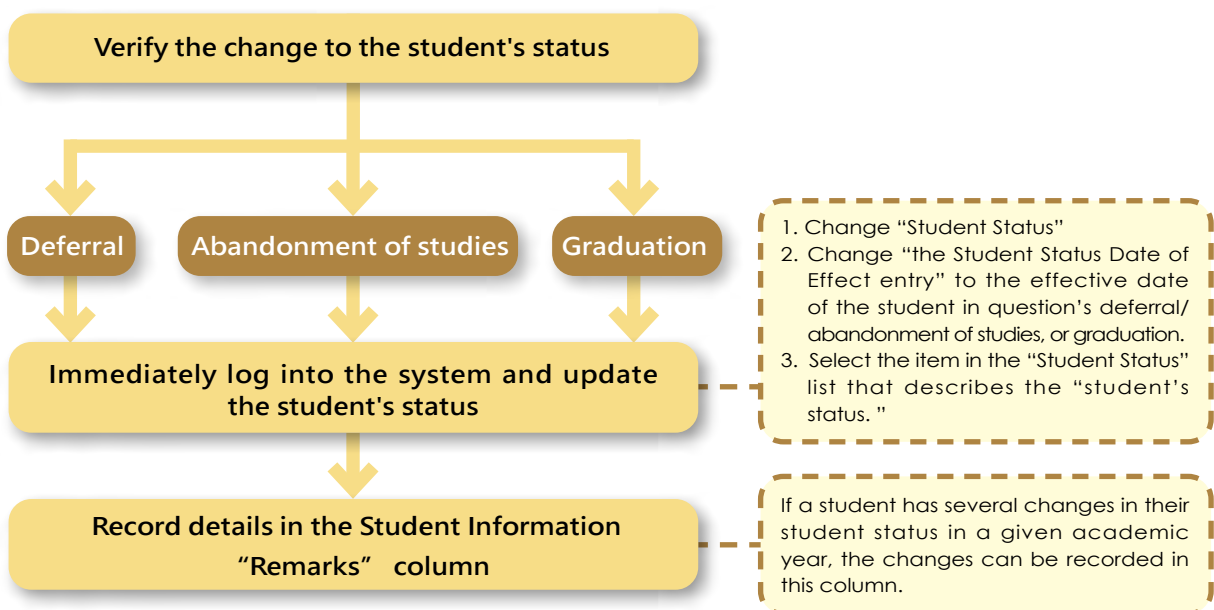 Verify the change to the student's status
Deferral
Abandonment of studies
Graduation
1. Change “Student Status”
2. Change “the Student Status Date of
Effect entry” to the effective date
of the student in question’s deferral/
abandonment of studies, or graduation.
3. Select the item in the “Student Status”
list that describes the “student’s
status. ”
Immediately log into the system and update
the student's status
Record details in the Student Information
“Remarks” column
If a student has several changes in their
student status in a given academic
year, the changes can be recorded in
this column.